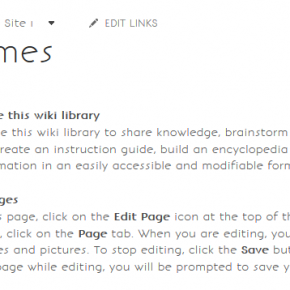 Site 1 EDIT LINKS
mes
e this wiki library
e this wiki library to share knowledge, brainstorm
reate an instruction guide, build an encyclopedia
mation in an easily accessible and modifiable form
ges
s page, click on the Edit Page icon at the top of th
, click on the Page tab. When you are editing, you
es and pictures. To stop editing, click the Save but
page while editing, you will be prompted to save y